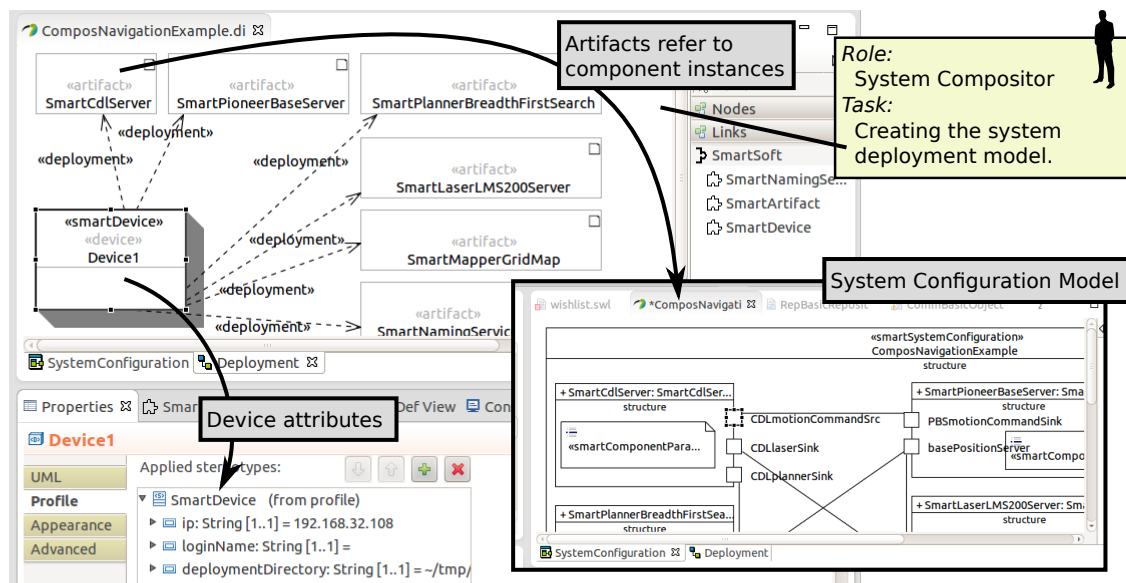 ComposNavigationExample.di
Artifacts refer to
component instances
Role:
System Compositor
Task:
Creating the system
deployment model.
«artifact»
SmartCdlServer
«artifact»
SmartPioneerBaseServer
«artifact»
SmartPlannerBreadthFirstSearch
«deployment»
«deployment»
«deployment»
«artifact»
SmartLaserLMS200Server
«smartDevice»
«device»
Device1
«deployment»
«artifact»
SmartMapperGridMap
«deployment»
«deployment»
«artifact»
SmartNamingServic
Nodes
Links
SmartSoft
SmartNamingSe...
SmartArtifact
SmartDevice
SystemConfiguration
Deployment
System Configuration Model
wishlist.swl
*ComposNavigati
RepBasicReposit
CommBasicObject
«smartSystemConfiguration»
ComposNavigationExample
structure
+ SmartCdlServer: SmartCdlSer...
structure
«smartComponentPara...
CDLmotionCommandSrc
CDLlaserSink
CDLplannerSink
+ SmartPioneerBaseServer: Sma
structure
PBSmotionCommandSink
basePositionServer
«smartCompo
+ SmartPlannerBreadthFirstSea...
structure
+ SmartLaserLMS200Server: Sm
structure
SystemConfiguration
Deployment
Properties
Smar
Def View
Con
Device attributes
Device1
UML
Profile
Appearance
Advanced
Applied stereotypes:
SmartDevice (from profile)
ip: String [1..1] = 192.168.32.108
loginName: String [1..1] =
deploymentDirectory: String [1..1] = ~/tmp/